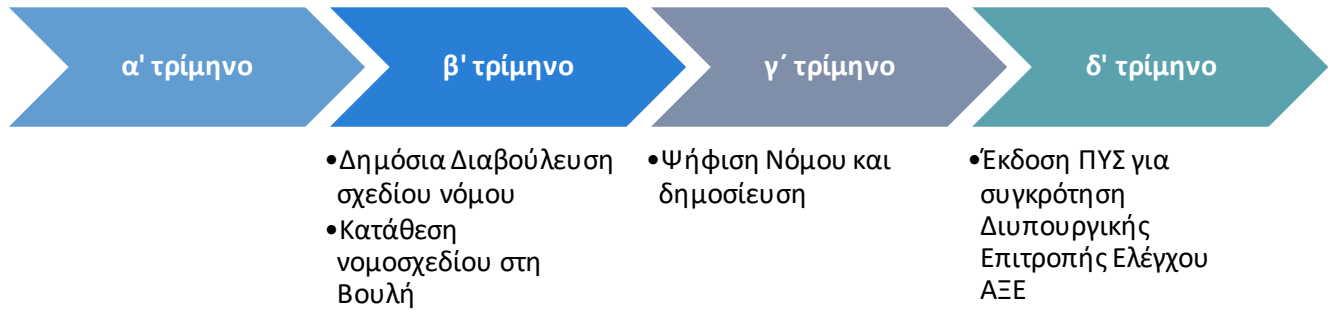 α' τρίμηνο
β' τρίμηνο
γ΄ τρίμηνο
δ' τρίμηνο
•Δημόσια Διαβούλευση
σχεδίου νόμου
•Κατάθεση
νομοσχεδίου στη
Βουλή
•Ψήφιση Νόμου και
δημοσίευση
•Έκδοση ΠΥΣ για
συγκρότηση
Διυπουργικής
Επιτροπής Ελέγχου
ΑΞΕ